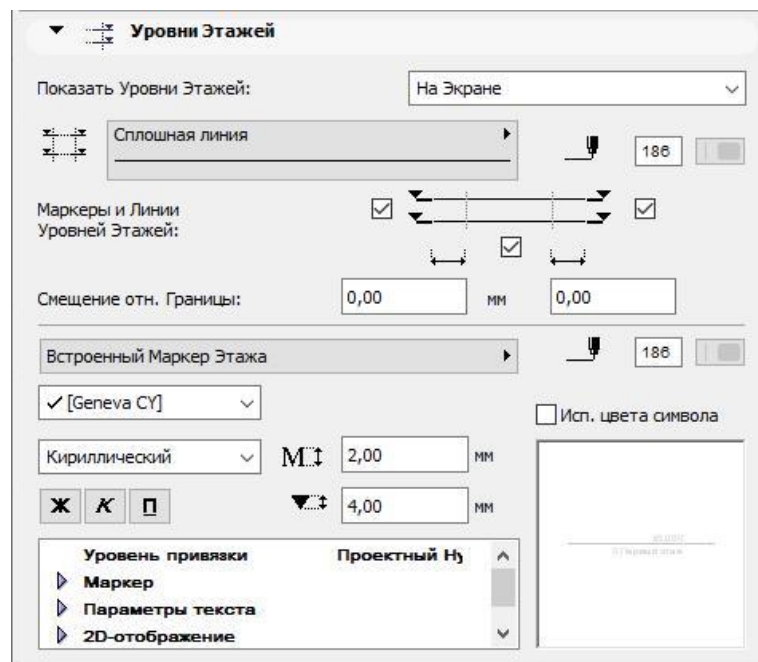 Уровни Этажей
Показать Уровни Этажей: На Экране
Сплошная линия 186
Маркеры и Линии
Уровней Этажей:
Смещение отн. Границы: 0,00 мм 0,00
Встроенный Маркер Этажа 186
[Geneva CY] Исп. цвета символа
Кириллический М 2,00 мм
Ж К П 4,00 мм
Уровень привязки Проектный Ну
Маркер
Параметры текста
2D-отображение